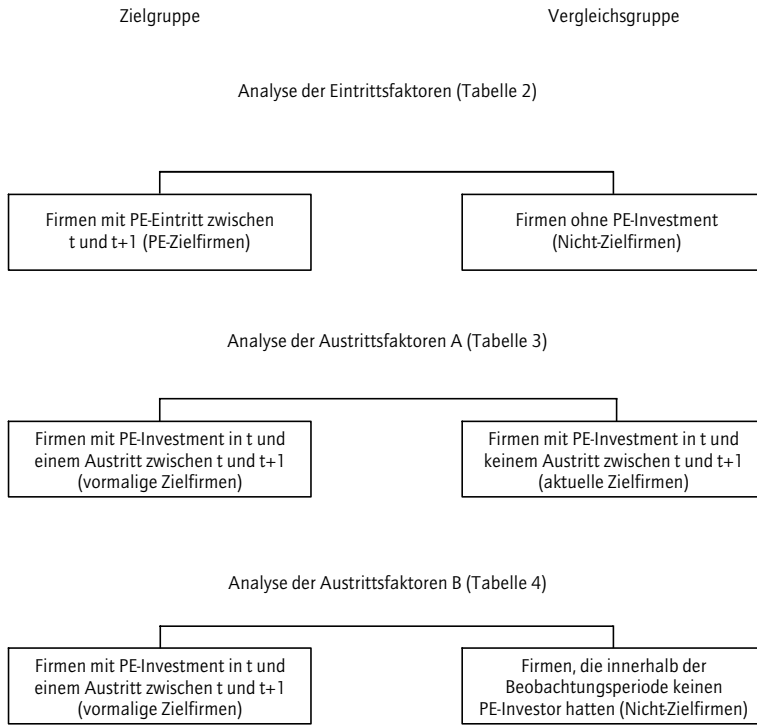 Zielgruppe
Vergleichsgruppe
Analyse der Eintrittsfaktoren (Tabelle 2)
Firmen mit PE-Eintritt zwischen
t und t+1 (PE-Zielfirmen)
Firmen ohne PE-Investment
(Nicht-Zielfirmen)
Analyse der Austrittsfaktoren A (Tabelle 3)
Firmen mit PE-Investment in t und
einem Austritt zwischen t und t+1
(vormalige Zielfirmen)
Firmen mit PE-Investment in t und
keinem Austritt zwischen t und t+1
(aktuelle Zielfirmen)
Analyse der Austrittsfaktoren B (Tabelle 4)
Firmen mit PE-Investment in t und
einem Austritt zwischen t und t+1
(vormalige Zielfirmen)
Firmen, die innerhalb der
Beobachtungsperiode keinen
PE-Investor hatten (Nicht-Zielfirmen)